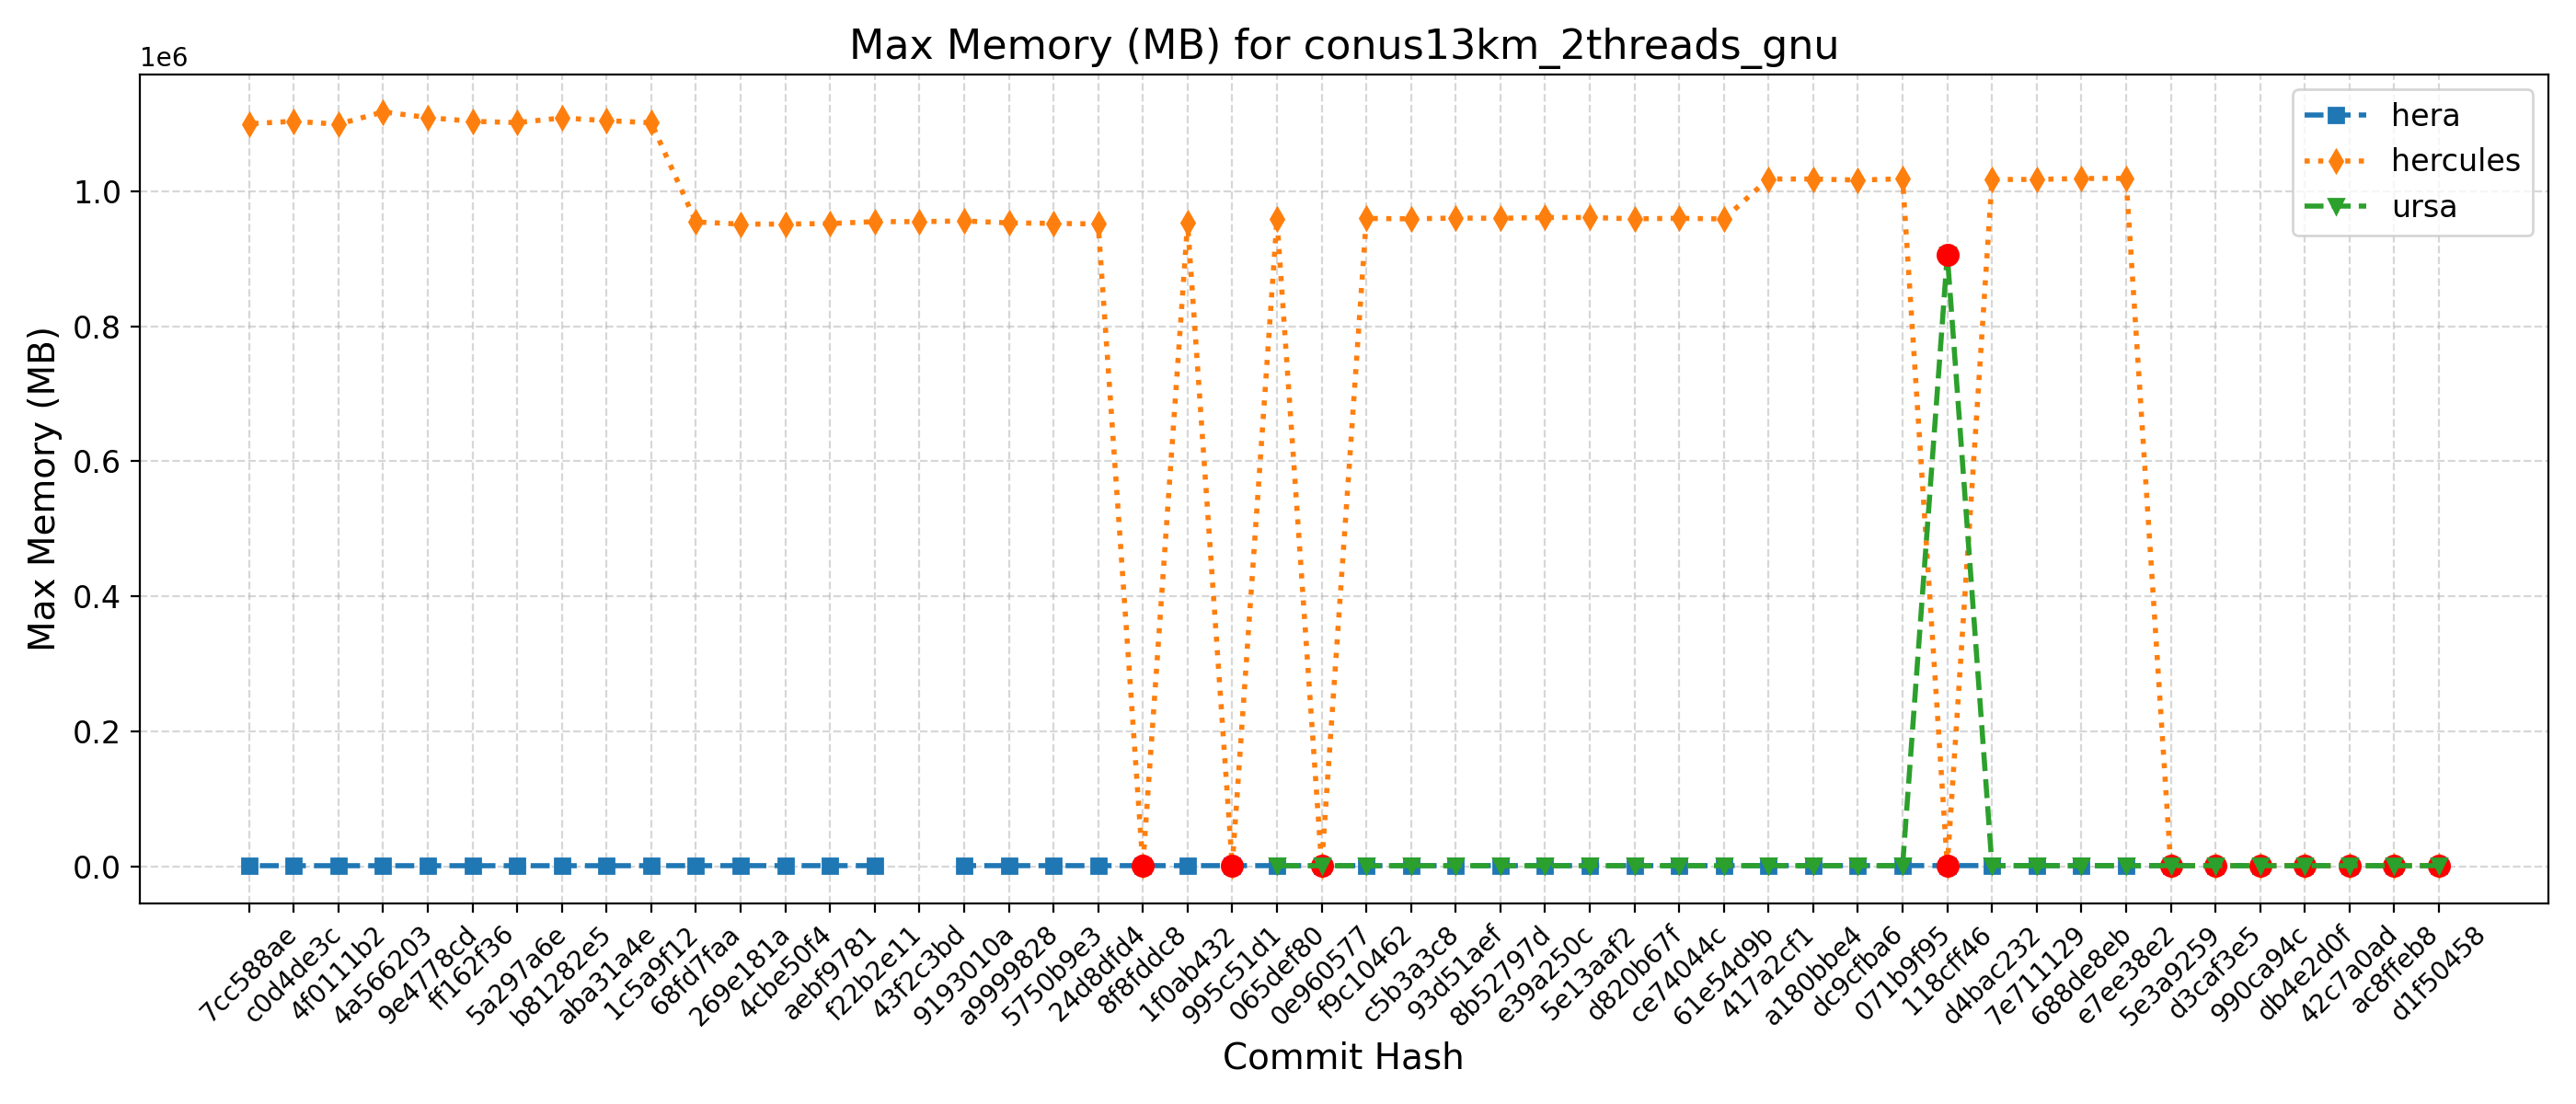 Max Memory (MB) for conus13km_2threads_gnu
1e6
1.0
0.8
0.6
0.4
0.2
0.0
Max Memory (MB)
hera
hercules
ursa
7cc588ae
c0d4de3c
4f0111b2
4a566203
9e4778cd
ff162f36
5a297a6e
b81282e5
aba31a4e
1c5a9f12
68fd7faa
269e181a
4cbe50f4
aebf9781
f22b2e11
43f2c3bd
9193010a
a9999828
5750b9e3
24d8dfd4
8f8fddc8
1f0ab432
995c51d1
065def80
0e960577
f9c10462
c5b3a3c8
93d51aef
8b52797d
e39a250c
5e13aaf2
d820b67f
ce74044c
61e54d9b
417a2cf1
a180bbe4
dc9cfba6
071b9f95
118cff46
d4bac232
7e711129
688de8eb
e7ee38e2
5e3a9259
d3caf3e5
990ca94c
db4e2d0f
42c7a0ad
ac8ffeb8
d1f50458
Commit Hash